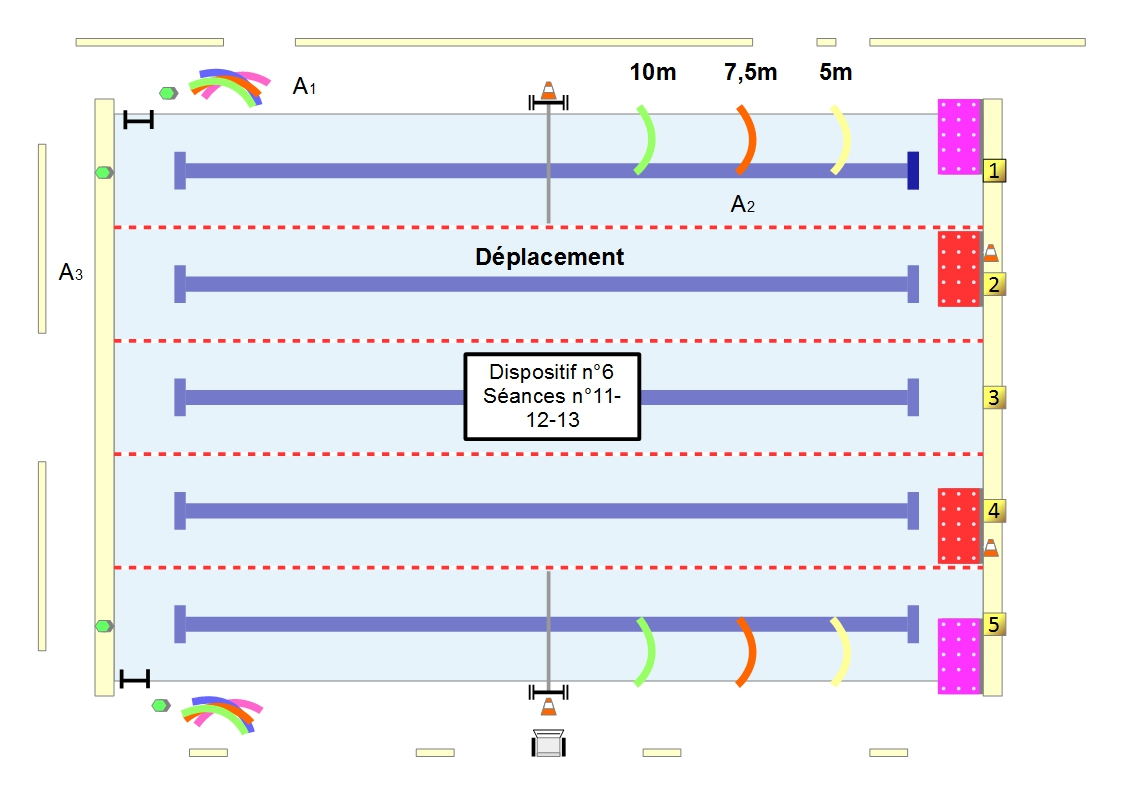 10m 7,5m 5m
A1
1
A2
Déplacement
A3
2
Dispositif n°6
Séances n°11-
12-13
3
4
5